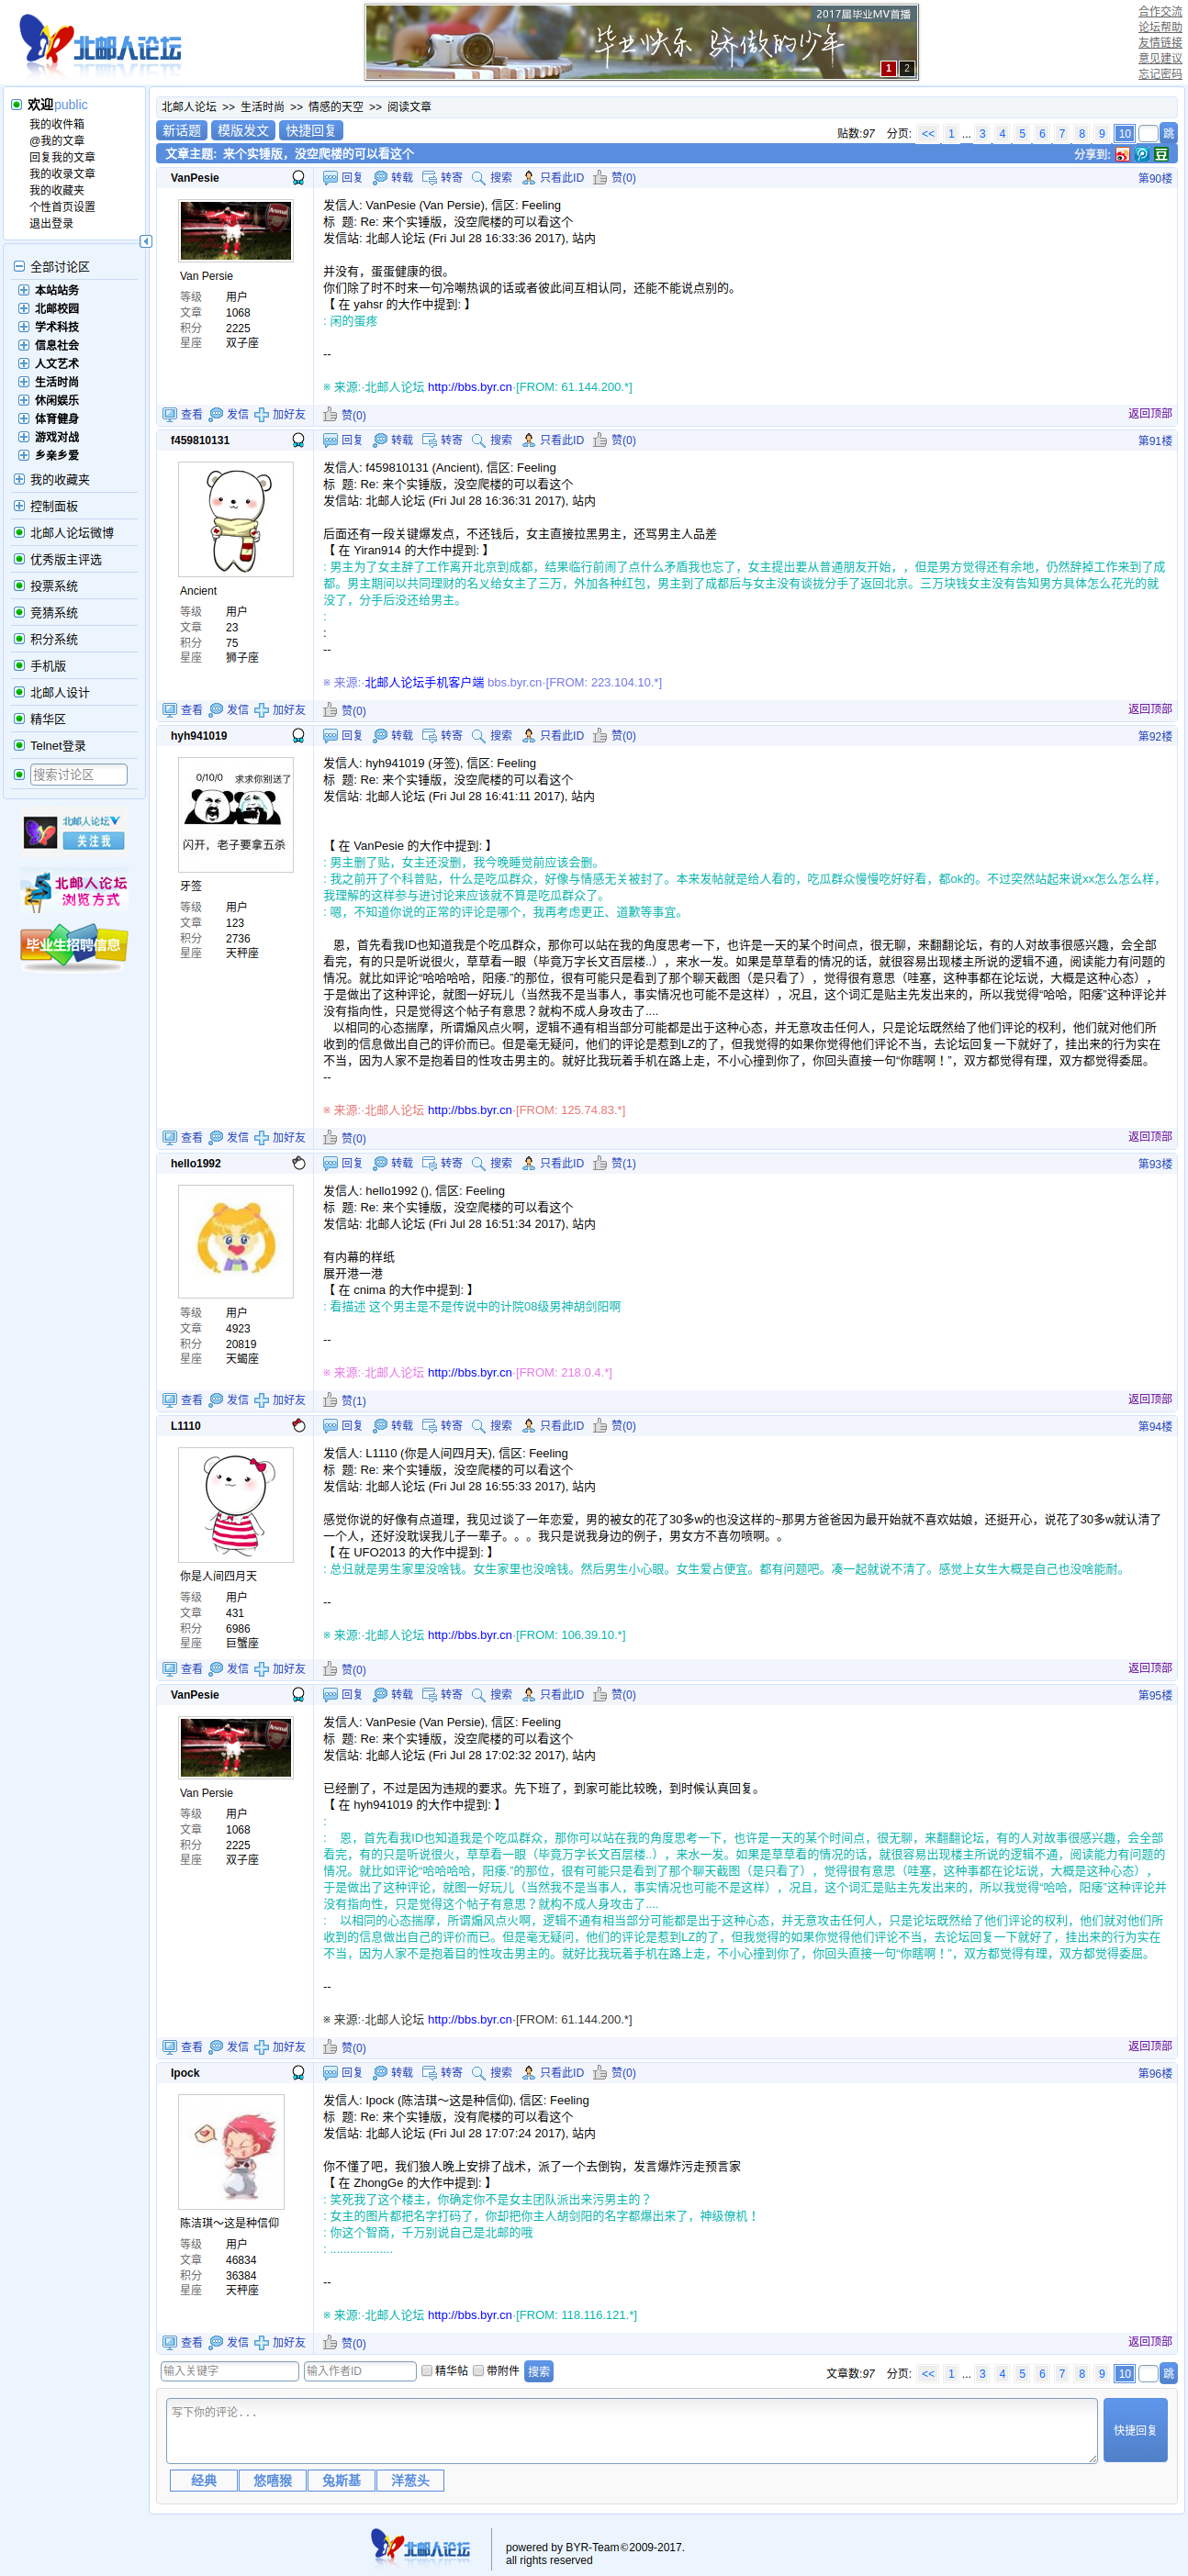 北邮人论坛
2017届毕业MV首播
毕业快乐 骄傲的少年
1 2
合作交流
论坛帮助
友情链接
意见建议
忘记密码
欢迎public
我的收件箱
@我的文章
回复我的文章
我的收录文章
我的收藏夹
个性首页设置
退出登录
全部讨论区
本站站务
北邮校园
学术科技
信息社会
人文艺术
生活时尚
休闲娱乐
体育健身
游戏对战
乡亲乡爱
我的收藏夹
控制面板
北邮人论坛微博
优秀版主评选
投票系统
竞猜系统
积分系统
手机版
北邮人设计
精华区
Telnet登录
搜索讨论区
北邮人论坛
关注我
北邮人论坛
浏览方式
毕业生招聘信息
北邮人论坛 >> 生活时尚 >> 情感的天空 >> 阅读文章
新话题 模版发文 快捷回复
贴数:97 分页: << 1 ... 3 4 5 6 7 8 9 10 跳
文章主题: 来个实锤版，没空爬楼的可以看这个
分享到: 豆
VanPesie
回复 转载 转寄 搜索 只看此ID 赞(0) 第90楼
Arsenal
Van Persie
等级 用户
文章 1068
积分 2225
星座 双子座
发信人: VanPesie (Van Persie), 信区: Feeling
标 题: Re: 来个实锤版，没空爬楼的可以看这个
发信站: 北邮人论坛 (Fri Jul 28 16:33:36 2017), 站内
并没有，蛋蛋健康的很。
你们除了时不时来一句冷嘲热讽的话或者彼此间互相认同，还能不能说点别的。
【 在 yahsr 的大作中提到: 】
: 闲的蛋疼
--
※ 来源:·北邮人论坛 http://bbs.byr.cn·[FROM: 61.144.200.*]
查看 发信 加好友 赞(0) 返回顶部
f459810131
回复 转载 转寄 搜索 只看此ID 赞(0) 第91楼
Ancient
等级 用户
文章 23
积分 75
星座 狮子座
发信人: f459810131 (Ancient), 信区: Feeling
标 题: Re: 来个实锤版，没空爬楼的可以看这个
发信站: 北邮人论坛 (Fri Jul 28 16:36:31 2017), 站内
后面还有一段关键爆发点，不还钱后，女主直接拉黑男主，还骂男主人品差
【 在 Yiran914 的大作中提到: 】
: 男主为了女主辞了工作离开北京到成都，结果临行前闹了点什么矛盾我也忘了，女主提出要从普通朋友开始，，但是男方觉得还有余地，仍然辞掉工作来到了成
都。男主期间以共同理财的名义给女主了三万，外加各种红包，男主到了成都后与女主没有谈拢分手了返回北京。三万块钱女主没有告知男方具体怎么花光的就
没了，分手后没还给男主。
:
:
--
※ 来源:·北邮人论坛手机客户端 bbs.byr.cn·[FROM: 223.104.10.*]
查看 发信 加好友 赞(0) 返回顶部
hyh941019
回复 转载 转寄 搜索 只看此ID 赞(0) 第92楼
0/10/0 求求你别送了
闪开，老子要拿五杀
牙签
等级 用户
文章 123
积分 2736
星座 天秤座
发信人: hyh941019 (牙签), 信区: Feeling
标 题: Re: 来个实锤版，没空爬楼的可以看这个
发信站: 北邮人论坛 (Fri Jul 28 16:41:11 2017), 站内
【 在 VanPesie 的大作中提到: 】
: 男主删了贴，女主还没删，我今晚睡觉前应该会删。
: 我之前开了个科普贴，什么是吃瓜群众，好像与情感无关被封了。本来发帖就是给人看的，吃瓜群众慢慢吃好好看，都ok的。不过突然站起来说xx怎么怎么样，
我理解的这样参与进讨论来应该就不算是吃瓜群众了。
: 嗯，不知道你说的正常的评论是哪个，我再考虑更正、道歉等事宜。
恩，首先看我ID也知道我是个吃瓜群众，那你可以站在我的角度思考一下，也许是一天的某个时间点，很无聊，来翻翻论坛，有的人对故事很感兴趣，会全部
看完，有的只是听说很火，草草看一眼（毕竟万字长文百层楼..），来水一发。如果是草草看的情况的话，就很容易出现楼主所说的逻辑不通，阅读能力有问题的
情况。就比如评论“哈哈哈哈，阳痿.”的那位，很有可能只是看到了那个聊天截图（是只看了），觉得很有意思（哇塞，这种事都在论坛说，大概是这种心态），
于是做出了这种评论，就图一好玩儿（当然我不是当事人，事实情况也可能不是这样），况且，这个词汇是贴主先发出来的，所以我觉得“哈哈，阳痿”这种评论并
没有指向性，只是觉得这个帖子有意思？就构不成人身攻击了....
以相同的心态揣摩，所谓煽风点火啊，逻辑不通有相当部分可能都是出于这种心态，并无意攻击任何人，只是论坛既然给了他们评论的权利，他们就对他们所
收到的信息做出自己的评价而已。但是毫无疑问，他们的评论是惹到LZ的了，但我觉得的如果你觉得他们评论不当，去论坛回复一下就好了，挂出来的行为实在
不当，因为人家不是抱着目的性攻击男主的。就好比我玩着手机在路上走，不小心撞到你了，你回头直接一句“你瞎啊！”，双方都觉得有理，双方都觉得委屈。
--
※ 来源:·北邮人论坛 http://bbs.byr.cn·[FROM: 125.74.83.*]
查看 发信 加好友 赞(0) 返回顶部
hello1992
回复 转载 转寄 搜索 只看此ID 赞(1) 第93楼
等级 用户
文章 4923
积分 20819
星座 天蝎座
发信人: hello1992 (), 信区: Feeling
标 题: Re: 来个实锤版，没空爬楼的可以看这个
发信站: 北邮人论坛 (Fri Jul 28 16:51:34 2017), 站内
有内幕的样纸
展开港一港
【 在 cnima 的大作中提到: 】
: 看描述 这个男主是不是传说中的计院08级男神胡剑阳啊
--
※ 来源:·北邮人论坛 http://bbs.byr.cn·[FROM: 218.0.4.*]
查看 发信 加好友 赞(1) 返回顶部
L1110
回复 转载 转寄 搜索 只看此ID 赞(0) 第94楼
你是人间四月天
等级 用户
文章 431
积分 6986
星座 巨蟹座
发信人: L1110 (你是人间四月天), 信区: Feeling
标 题: Re: 来个实锤版，没空爬楼的可以看这个
发信站: 北邮人论坛 (Fri Jul 28 16:55:33 2017), 站内
感觉你说的好像有点道理，我见过谈了一年恋爱，男的被女的花了30多w的也没这样的~那男方爸爸因为最开始就不喜欢姑娘，还挺开心，说花了30多w就认清了
一个人，还好没耽误我儿子一辈子。。。我只是说我身边的例子，男女方不喜勿喷啊。。
【 在 UFO2013 的大作中提到: 】
: 总归就是男生家里没啥钱。女生家里也没啥钱。然后男生小心眼。女生爱占便宜。都有问题吧。凑一起就说不清了。感觉上女生大概是自己也没啥能耐。
--
※ 来源:·北邮人论坛 http://bbs.byr.cn·[FROM: 106.39.10.*]
查看 发信 加好友 赞(0) 返回顶部
VanPesie
回复 转载 转寄 搜索 只看此ID 赞(0) 第95楼
Arsenal
Van Persie
等级 用户
文章 1068
积分 2225
星座 双子座
发信人: VanPesie (Van Persie), 信区: Feeling
标 题: Re: 来个实锤版，没空爬楼的可以看这个
发信站: 北邮人论坛 (Fri Jul 28 17:02:32 2017), 站内
已经删了，不过是因为违规的要求。先下班了，到家可能比较晚，到时候认真回复。
【 在 hyh941019 的大作中提到: 】
:
: 恩，首先看我ID也知道我是个吃瓜群众，那你可以站在我的角度思考一下，也许是一天的某个时间点，很无聊，来翻翻论坛，有的人对故事很感兴趣，会全部
看完，有的只是听说很火，草草看一眼（毕竟万字长文百层楼..），来水一发。如果是草草看的情况的话，就很容易出现楼主所说的逻辑不通，阅读能力有问题的
情况。就比如评论“哈哈哈哈，阳痿.”的那位，很有可能只是看到了那个聊天截图（是只看了），觉得很有意思（哇塞，这种事都在论坛说，大概是这种心态），
于是做出了这种评论，就图一好玩儿（当然我不是当事人，事实情况也可能不是这样），况且，这个词汇是贴主先发出来的，所以我觉得“哈哈，阳痿”这种评论并
没有指向性，只是觉得这个帖子有意思？就构不成人身攻击了....
: 以相同的心态揣摩，所谓煽风点火啊，逻辑不通有相当部分可能都是出于这种心态，并无意攻击任何人，只是论坛既然给了他们评论的权利，他们就对他们所
收到的信息做出自己的评价而已。但是毫无疑问，他们的评论是惹到LZ的了，但我觉得的如果你觉得他们评论不当，去论坛回复一下就好了，挂出来的行为实在
不当，因为人家不是抱着目的性攻击男主的。就好比我玩着手机在路上走，不小心撞到你了，你回头直接一句“你瞎啊！”，双方都觉得有理，双方都觉得委屈。
--
※ 来源:·北邮人论坛 http://bbs.byr.cn·[FROM: 61.144.200.*]
查看 发信 加好友 赞(0) 返回顶部
lpock
回复 转载 转寄 搜索 只看此ID 赞(0) 第96楼
陈洁琪～这是种信仰
等级 用户
文章 46834
积分 36384
星座 天秤座
发信人: lpock (陈洁琪～这是种信仰), 信区: Feeling
标 题: Re: 来个实锤版，没有爬楼的可以看这个
发信站: 北邮人论坛 (Fri Jul 28 17:07:24 2017), 站内
你不懂了吧，我们狼人晚上安排了战术，派了一个去倒钩，发言爆炸污走预言家
【 在 ZhongGe 的大作中提到: 】
: 笑死我了这个楼主，你确定你不是女主团队派出来污男主的？
: 女主的图片都把名字打码了，你却把你主人胡剑阳的名字都爆出来了，神级僚机！
: 你这个智商，千万别说自己是北邮的哦
: ...................
--
※ 来源:·北邮人论坛 http://bbs.byr.cn·[FROM: 118.116.121.*]
查看 发信 加好友 赞(0) 返回顶部
输入关键字 输入作者ID 精华帖 带附件 搜索
文章数:97 分页: << 1 ... 3 4 5 6 7 8 9 10 跳
写下你的评论...
快捷回复
经典 悠嘻猴 兔斯基 洋葱头
北邮人论坛
powered by BYR-Team©2009-2017.
all rights reserved